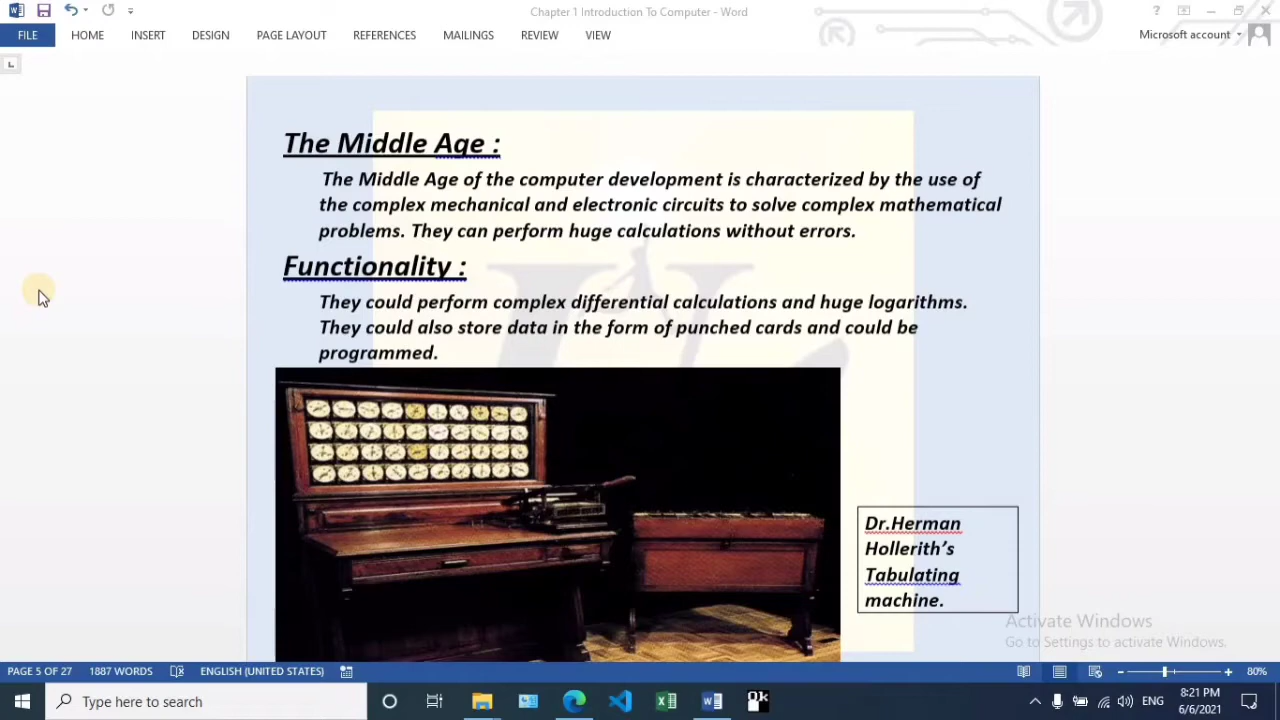 Chapter 1 Introduction To Computer - Word
?
FILE HOME INSERT DESIGN PAGE LAYOUT REFERENCES MAILINGS REVIEW VIEW
Microsoft account
The Middle Age :
The Middle Age of the computer development is characterized by the use of
the complex mechanical and electronic circuits to solve complex mathematical
problems. They can perform huge calculations without errors.
Functionality :
They could perform complex differential calculations and huge logarithms.
They could also store data in the form of punched cards and could be
programmed.
Dr.Herman
Hollerith’s
Tabulating
machine.
Activate Windows
Go to Settings to activate Windows.
PAGE 5 OF 27 1887 WORDS ENGLISH (UNITED STATES)
80%
Type here to search
Ok
ENG
8:21 PM
6/6/2021